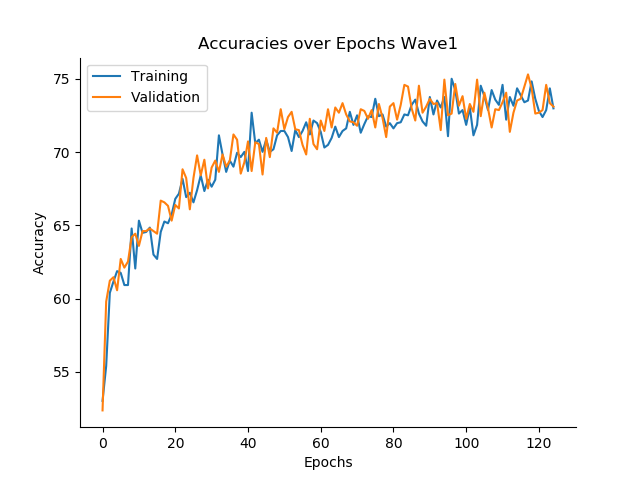 Accuracies over Epochs Wave1
Training
Validation
75
70
65
60
55
Accuracy
0 20 40 60 80 100 120
Epochs